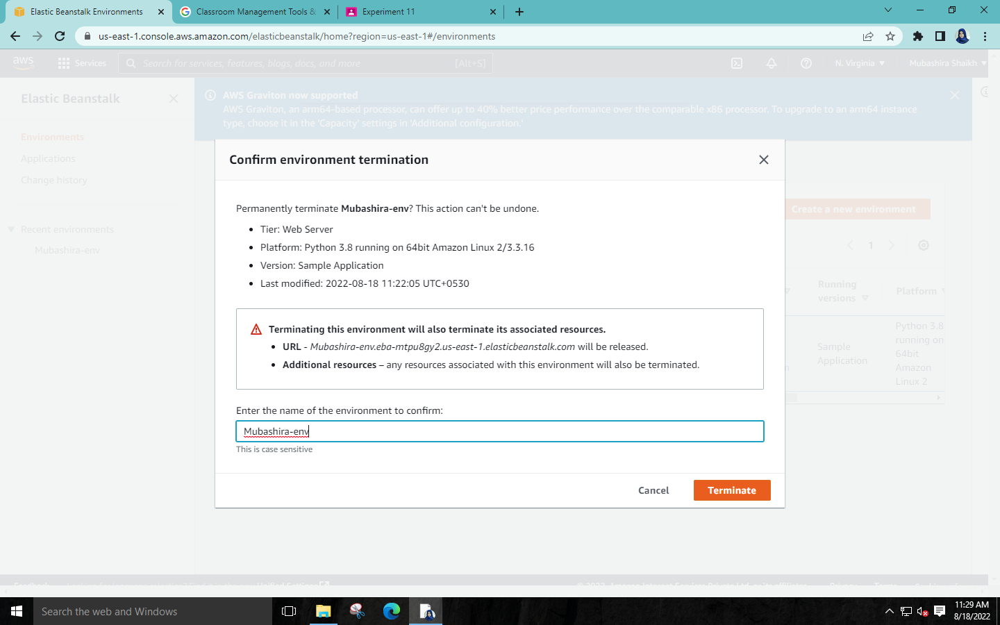 Elastic Beanstalk Environments
Classroom Management Tools &
Experiment 11
us-east-1.console.aws.amazon.com/elasticbeanstalk/home?region=us-east-1#/environments
aws
Services
Search for services, features, blogs, docs, and more
[Alt+S]
N. Virginia
Mubashira Shaikh
Elastic Beanstalk
AWS Graviton now supported
AWS Graviton, an arm64-based processor, can offer up to 40% better price performance over the comparable x86 processor. To upgrade to an arm64 instance
type, choose it in the 'Capacity' settings in 'Additional configuration.'
Environments
Applications
Change history
Recent environments
Mubashira-env
Confirm environment termination
Permanently terminate Mubashira-env? This action can't be undone.
• Tier: Web Server
• Platform: Python 3.8 running on 64bit Amazon Linux 2/3.3.16
• Version: Sample Application
• Last modified: 2022-08-18 11:22:05 UTC+0530
Terminating this environment will also terminate its associated resources.
• URL - Mubashira-env.eba-mtpu8gy2.us-east-1.elasticbeanstalk.com will be released.
• Additional resources – any resources associated with this environment will also be terminated.
Enter the name of the environment to confirm:
Mubashira-env
This is case sensitive
Cancel
Terminate
Create a new environment
1
Running
versions
Platform
Sample
Application
Python 3.8
running on
64bit
Amazon
Linux 2
Search the web and Windows
11:29 AM
8/18/2022